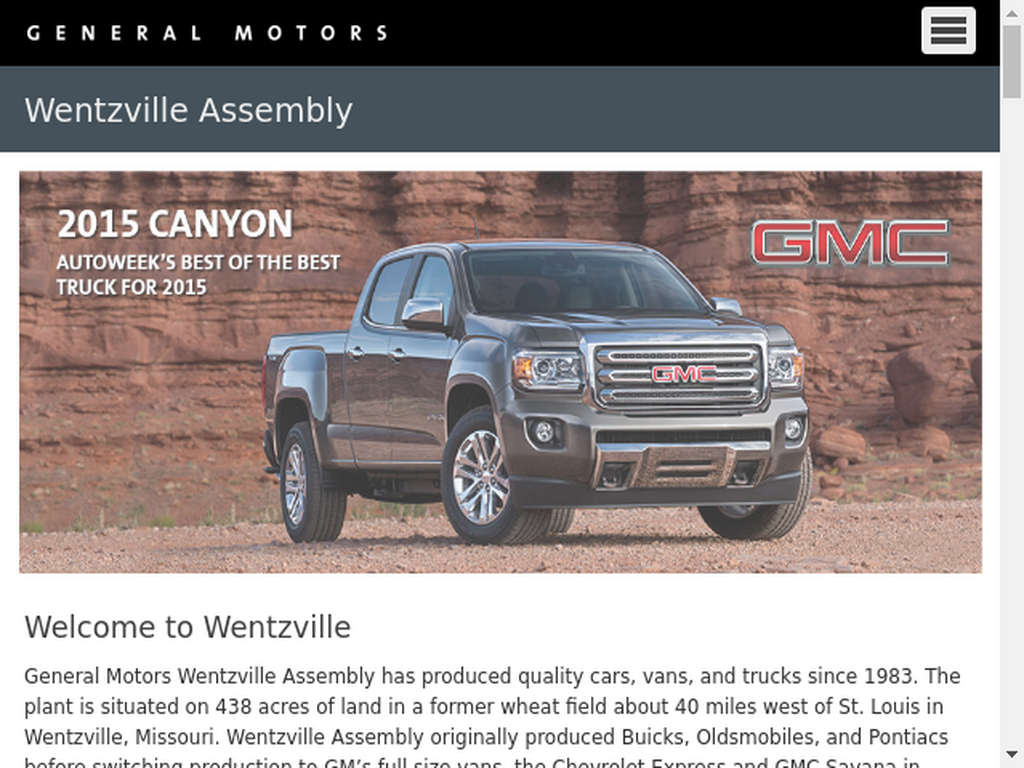 GENERAL MOTORS
Wentzville Assembly
2015 CANYON
AUTOWEEK'S BEST OF THE BEST
TRUCK FOR 2015
GMC
GMC
Welcome to Wentzville
General Motors Wentzville Assembly has produced quality cars, vans, and trucks since 1983. The
plant is situated on 438 acres of land in a former wheat field about 40 miles west of St. Louis in
Wentzville, Missouri. Wentzville Assembly originally produced Buicks, Oldsmobiles, and Pontiacs
before switching production to GM’s full size vans, the Chevrolet Express and GMC Savana in